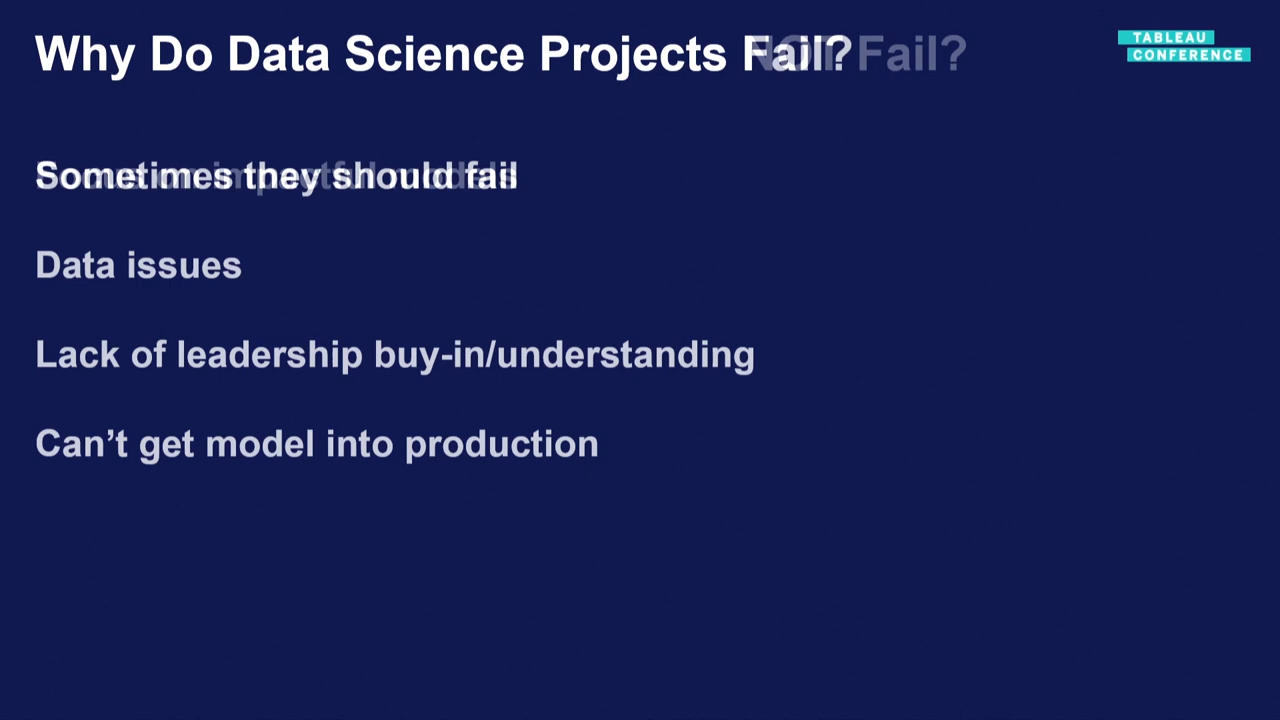 Why Do Data Science Projects Fail?
TABLEAU
CONFERENCE
Sometimes they should fail
Data issues
Lack of leadership buy-in/understanding
Can’t get model into production